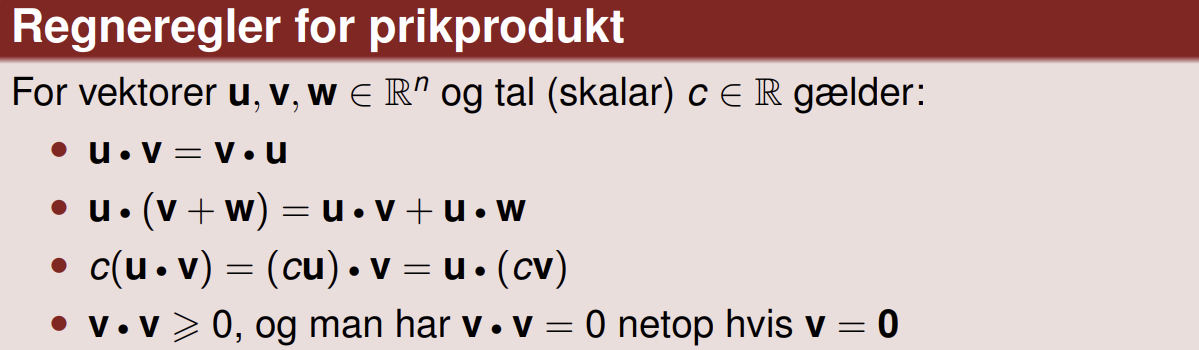 Regneregler for prikprodukt
For vektorer u, v, w ∈ ℝⁿ og tal (skalar) c ∈ ℝ gælder:
• u • v = v • u
• u • (v + w) = u • v + u • w
• c(u • v) = (cu) • v = u • (cv)
• v • v ⩾ 0, og man har v • v = 0 netop hvis v = 0